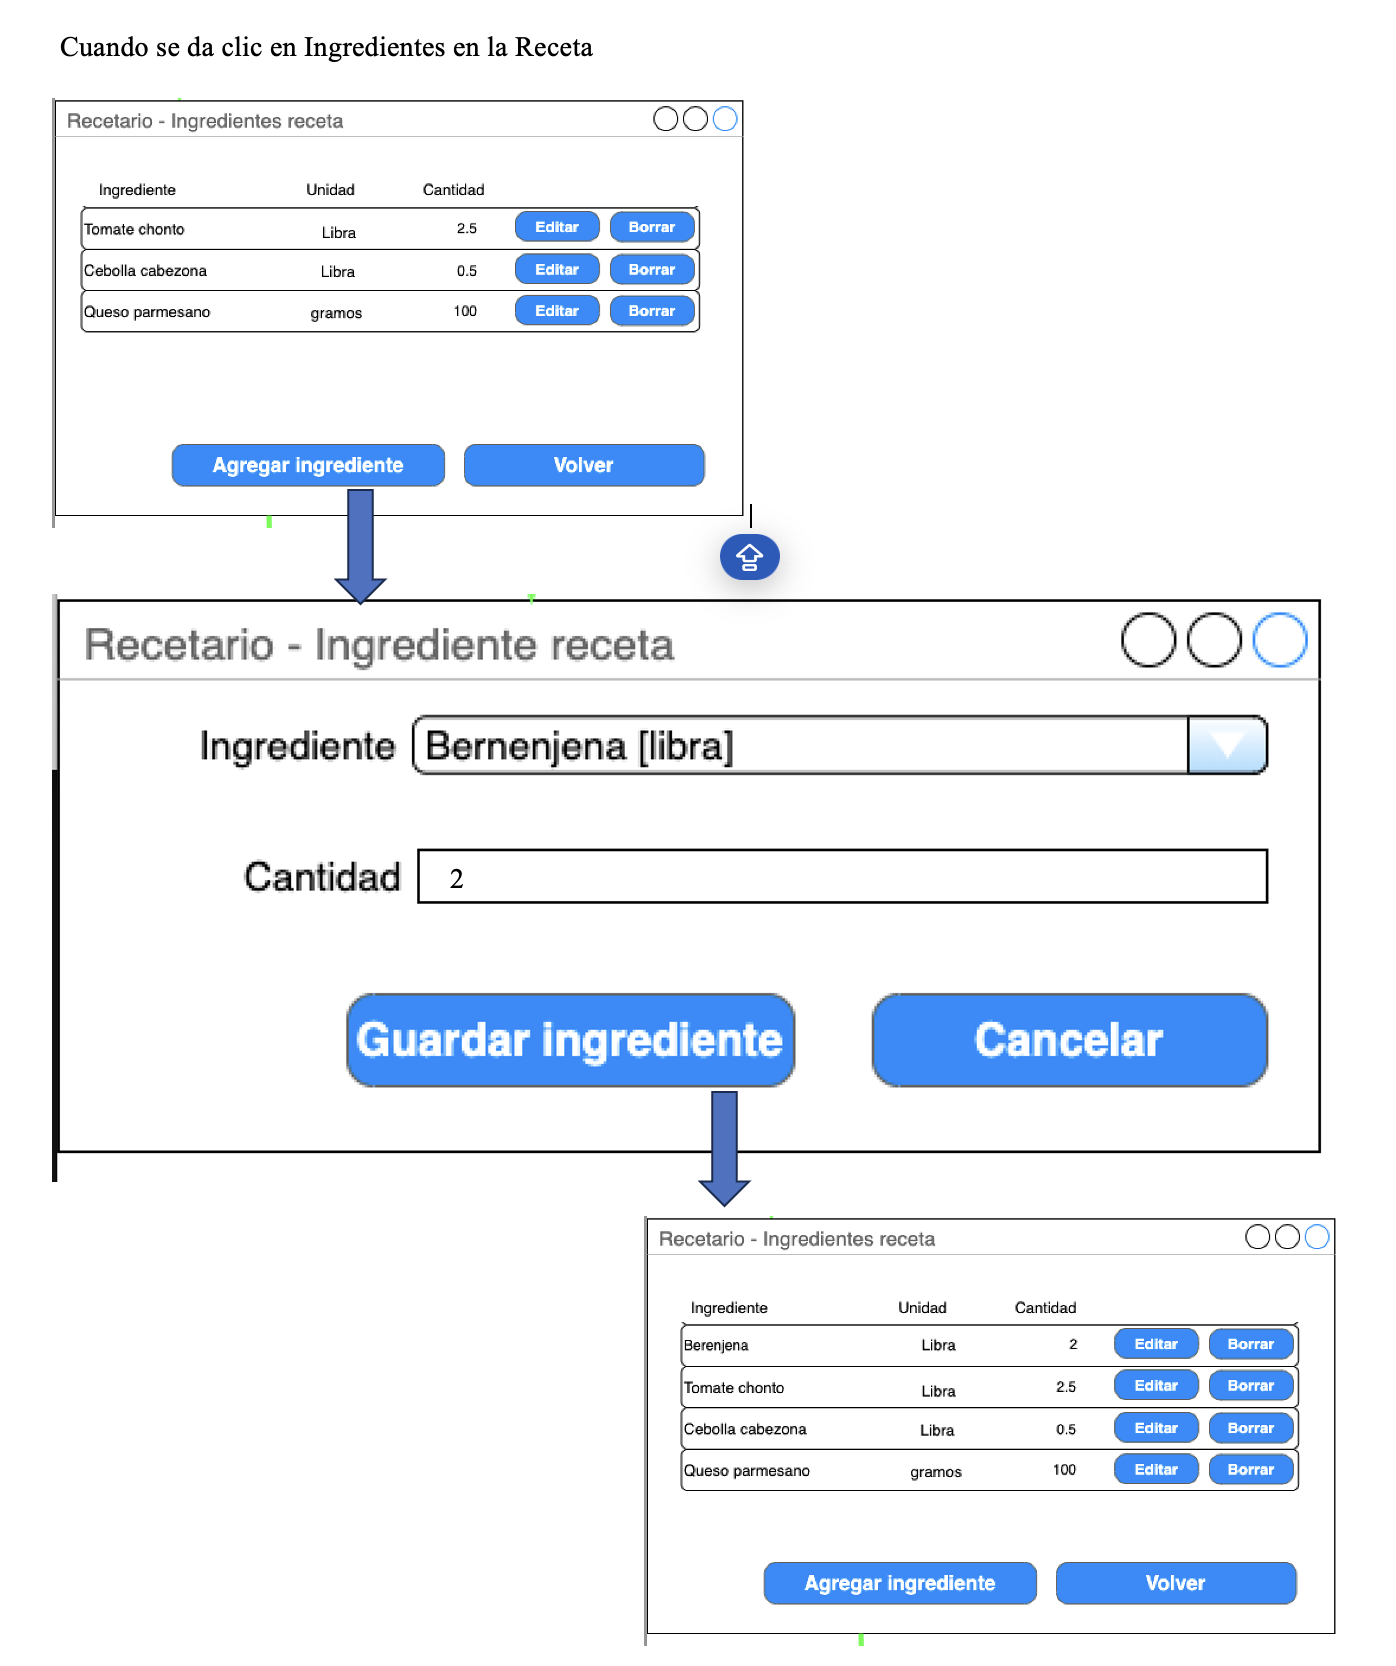 Cuando se da clic en Ingredientes en la Receta
Recetario - Ingredientes receta
Ingrediente Unidad Cantidad
Tomate chonto Libra 2.5 Editar Borrar
Cebolla cabezona Libra 0.5 Editar Borrar
Queso parmesano gramos 100 Editar Borrar
Agregar ingrediente Volver
Recetario - Ingrediente receta
Ingrediente Bernenjena [libra]
Cantidad 2
Guardar ingrediente Cancelar
Recetario - Ingredientes receta
Ingrediente Unidad Cantidad
Berenjena Libra 2 Editar Borrar
Tomate chonto Libra 2.5 Editar Borrar
Cebolla cabezona Libra 0.5 Editar Borrar
Queso parmesano gramos 100 Editar Borrar
Agregar ingrediente Volver